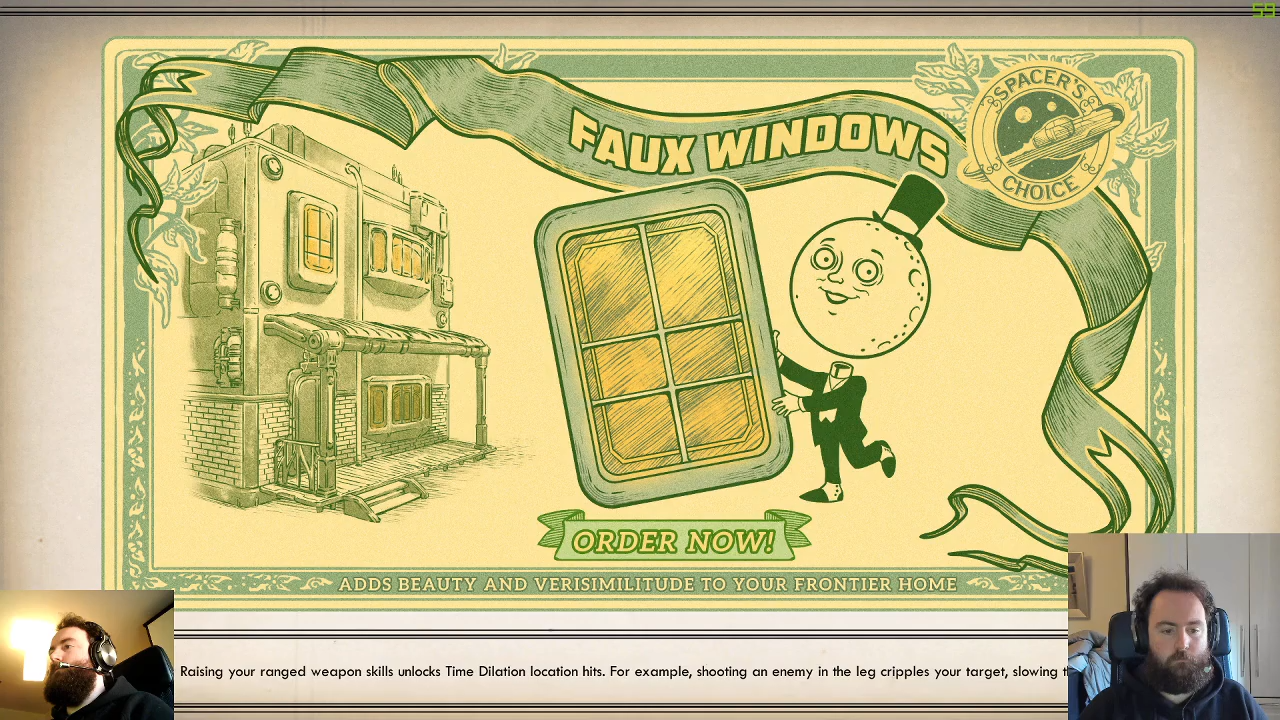 59
SPACER'S
CHOICE
FAUX WINDOWS
ORDER NOW!
ADDS BEAUTY AND VERISIMILITUDE TO YOUR FRONTIER HOME
Raising your ranged weapon skills unlocks Time Dilation location hits. For example, shooting an enemy in the leg cripples your target, slowing